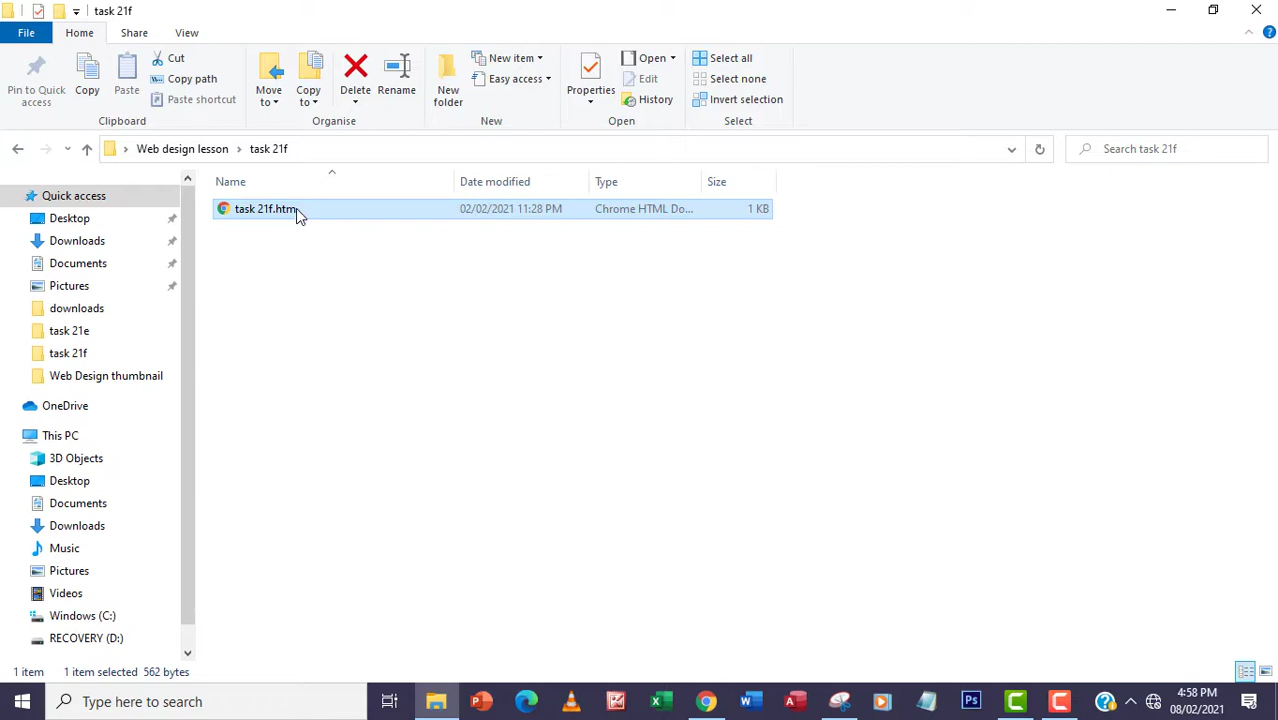 task 21f
File
Home
Share
View
Pin to Quick access
Copy
Paste
Cut
Copy path
Paste shortcut
Clipboard
Move to
Copy to
Delete
Rename
Organise
New folder
New item
Easy access
New
Properties
Open
Edit
History
Open
Select all
Select none
Invert selection
Select
Web design lesson
task 21f
Search task 21f
Name
Date modified
Type
Size
task 21f.htm
02/02/2021 11:28 PM
Chrome HTML Do...
1 KB
Quick access
Desktop
Downloads
Documents
Pictures
downloads
task 21e
task 21f
Web Design thumbnail
OneDrive
This PC
3D Objects
Desktop
Documents
Downloads
Music
Pictures
Videos
Windows (C:)
RECOVERY (D:)
1 item
1 item selected 562 bytes
Type here to search
4:58 PM
08/02/2021